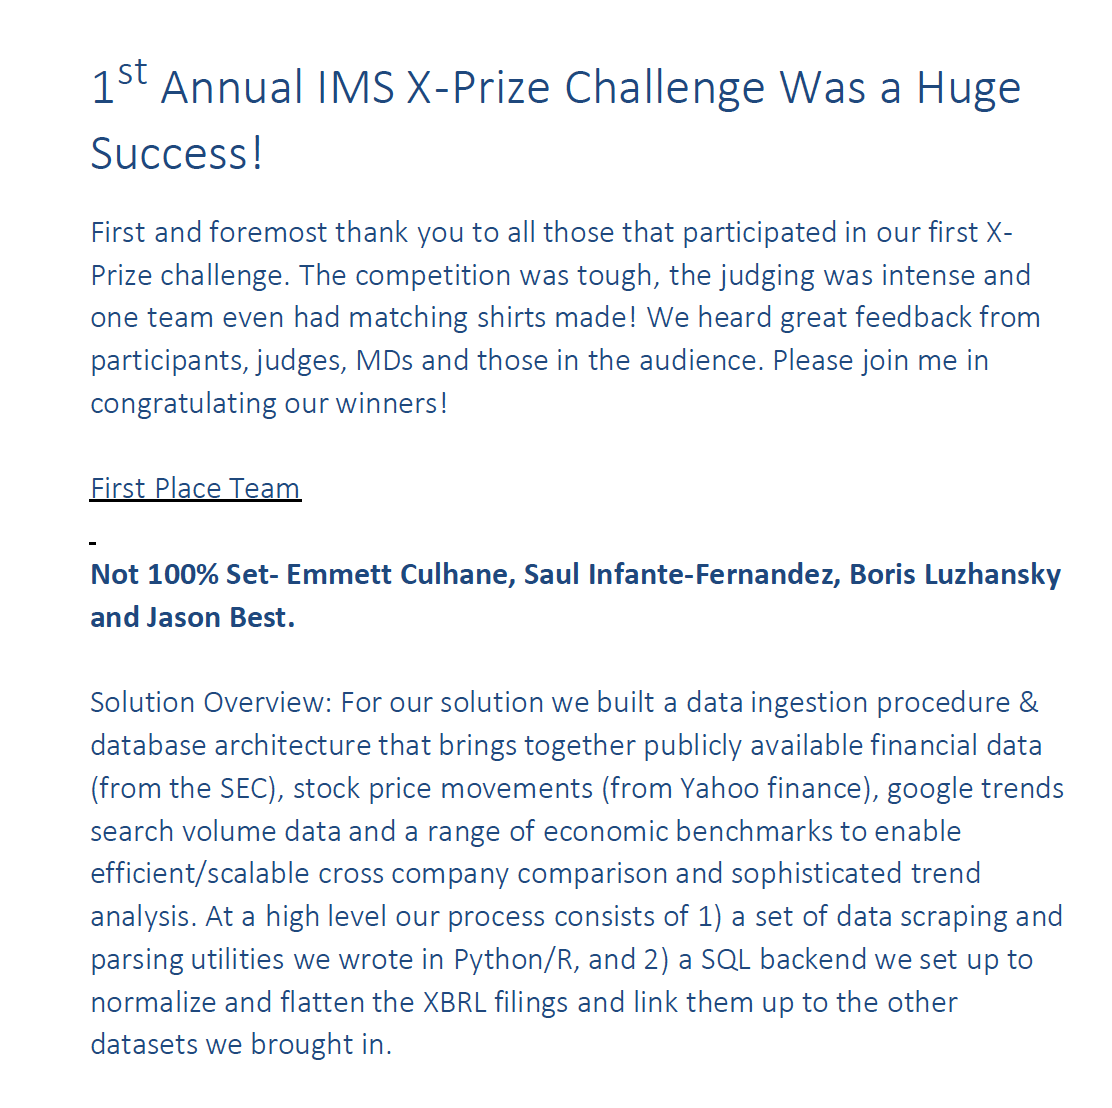 1st Annual IMS X-Prize Challenge Was a Huge
Success!
First and foremost thank you to all those that participated in our first X-
Prize challenge. The competition was tough, the judging was intense and
one team even had matching shirts made! We heard great feedback from
participants, judges, MDs and those in the audience. Please join me in
congratulating our winners!
First Place Team
Not 100% Set- Emmett Culhane, Saul Infante-Fernandez, Boris Luzhansky
and Jason Best.
Solution Overview: For our solution we built a data ingestion procedure &
database architecture that brings together publicly available financial data
(from the SEC), stock price movements (from Yahoo finance), google trends
search volume data and a range of economic benchmarks to enable
efficient/scalable cross company comparison and sophisticated trend
analysis. At a high level our process consists of 1) a set of data scraping and
parsing utilities we wrote in Python/R, and 2) a SQL backend we set up to
normalize and flatten the XBRL filings and link them up to the other
datasets we brought in.